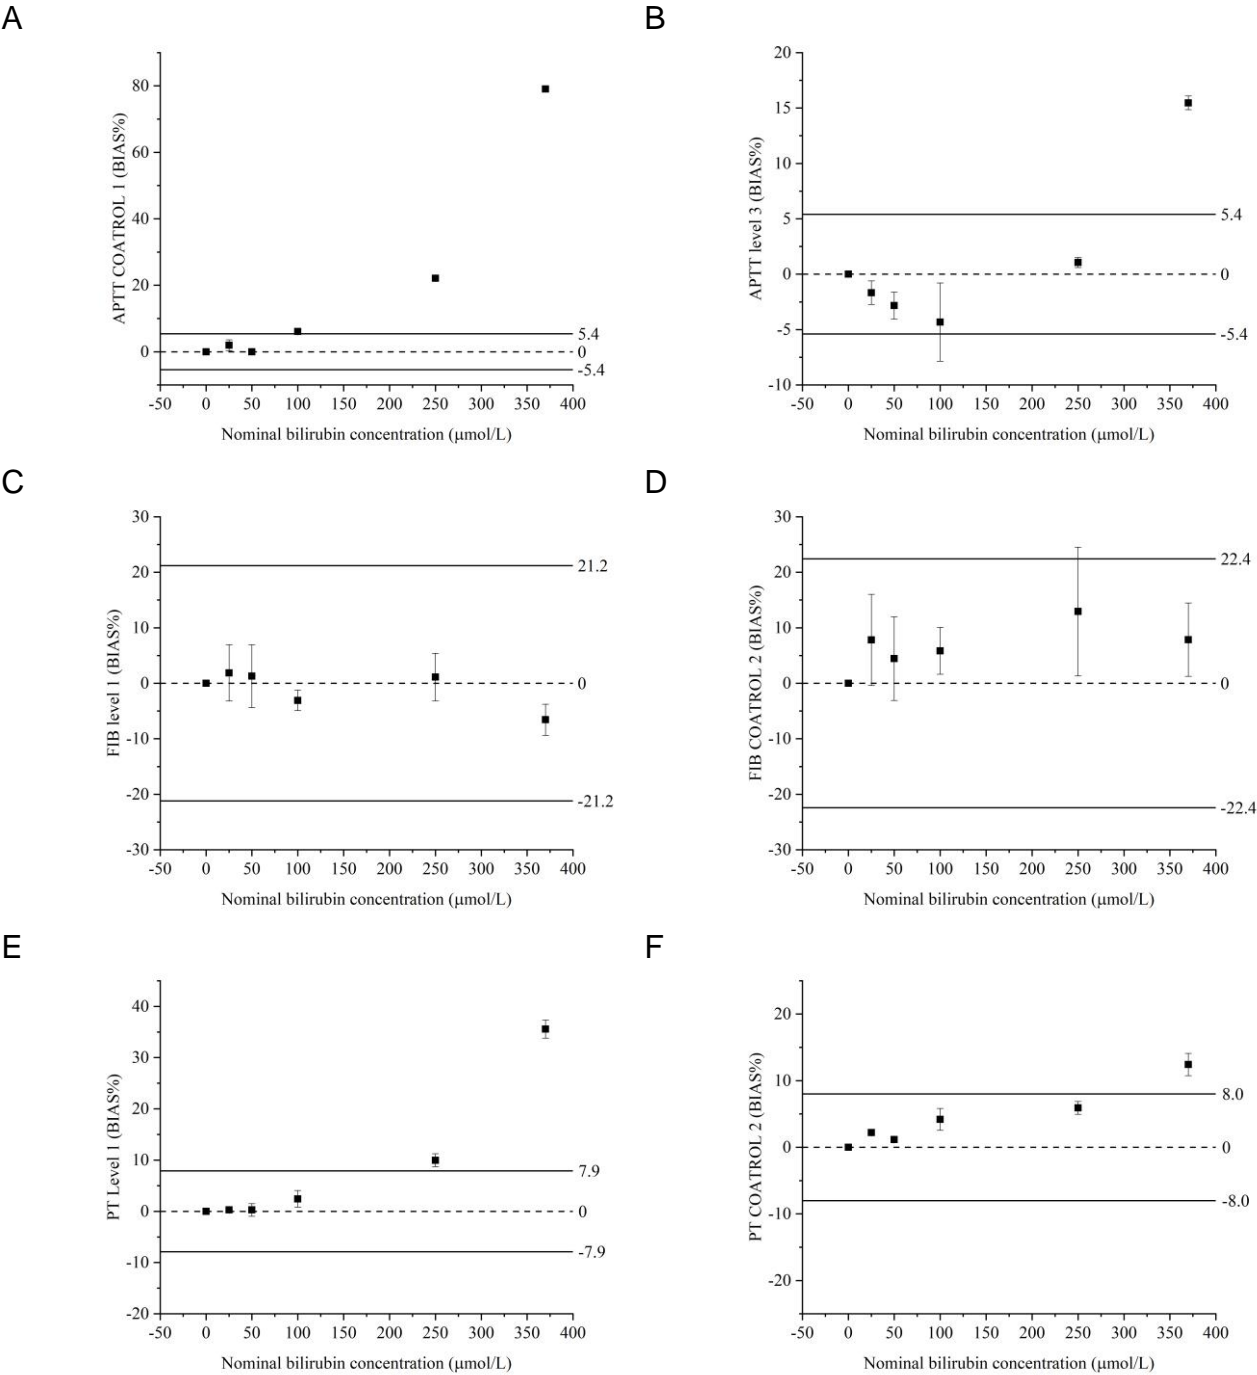 A
APTT COATROL 1 (BIAS%)
80
60
40
20
0
5.4
0
-5.4
-50 0 50 100 150 200 250 300 350 400
Nominal bilirubin concentration (μmol/L)
B
APTT level 3 (BIAS%)
20
15
10
5
0
-5
-10
5.4
0
-5.4
-50 0 50 100 150 200 250 300 350 400
Nominal bilirubin concentration (μmol/L)
C
FIB level 1 (BIAS%)
30
20
10
0
-10
-20
-30
21.2
0
-21.2
-50 0 50 100 150 200 250 300 350 400
Nominal bilirubin concentration (μmol/L)
D
FIB COATROL 2 (BIAS%)
30
20
10
0
-10
-20
-30
22.4
0
-22.4
-50 0 50 100 150 200 250 300 350 400
Nominal bilirubin concentration (μmol/L)
E
PT Level 1 (BIAS%)
40
30
20
10
0
-10
-20
7.9
0
-7.9
-50 0 50 100 150 200 250 300 350 400
Nominal bilirubin concentration (μmol/L)
F
PT COATROL 2 (BIAS%)
20
10
0
-10
-20
8.0
0
-8.0
-50 0 50 100 150 200 250 300 350 400
Nominal bilirubin concentration (μmol/L)